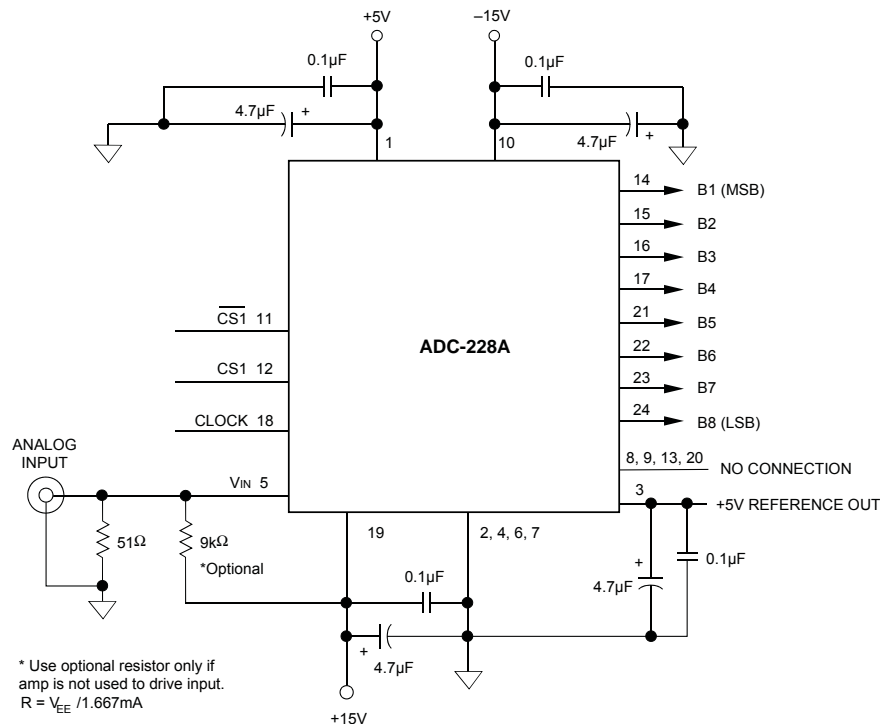 +5V
–15V
0.1µF
0.1µF
4.7µF
+
4.7µF
+
1
10
14
B1 (MSB)
15
B2
16
B3
17
B4
CS1 11
21
B5
ADC-228A
22
B6
CS1 12
23
B7
CLOCK 18
24
B8 (LSB)
ANALOG
INPUT
8, 9, 13, 20
NO CONNECTION
VIN 5
3
+5V REFERENCE OUT
19
2, 4, 6, 7
51Ω
9kΩ
*Optional
0.1µF
+
4.7µF
0.1µF
+
4.7µF
* Use optional resistor only if
amp is not used to drive input.
R = VEE /1.667mA
+15V